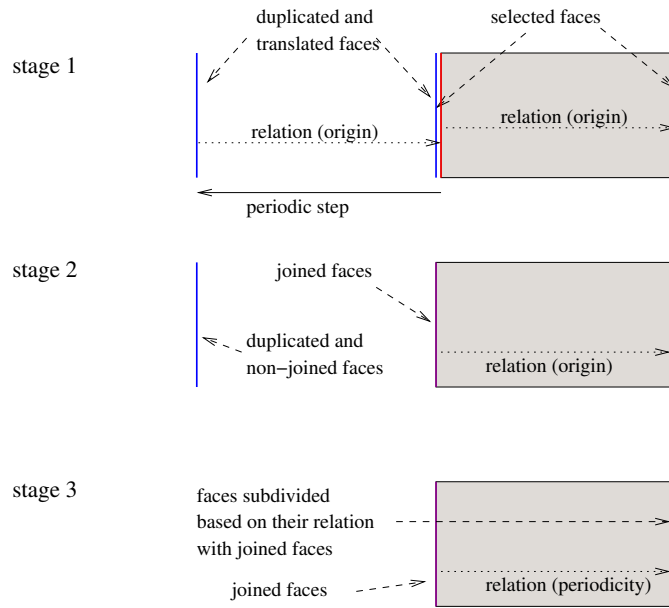 duplicated and
translated faces
selected faces
stage 1
relation (origin)
relation (origin)
periodic step
stage 2
joined faces
duplicated and
non−joined faces
relation (origin)
stage 3
faces subdivided
based on their relation
with joined faces
joined faces
relation (periodicity)